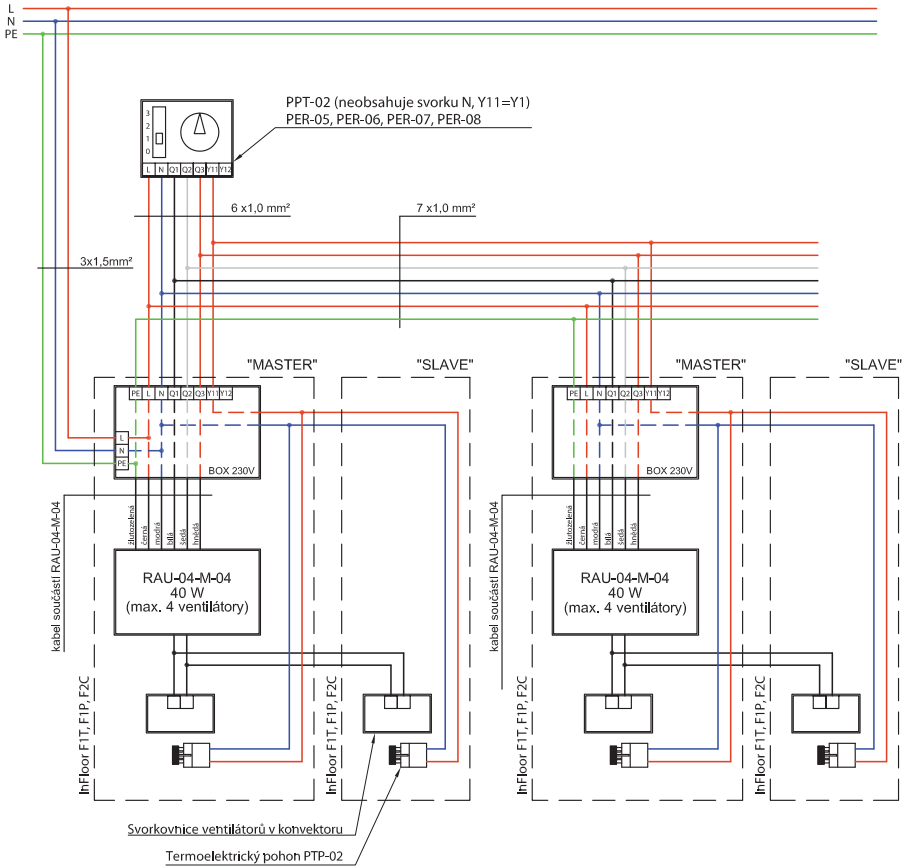 L
N
PE
PPT-02 (neobsahuje svorku N, Y11=Y1)
PER-05, PER-06, PER-07, PER-08
3
2
1
0
L N Q1 Q2 Q3 Y11 Y12
6 x1,0 mm²
7 x1,0 mm²
3x1,5mm²
"MASTER"
"SLAVE"
"MASTER"
"SLAVE"
PE L N Q1 Q2 Q3 Y11 Y12
PE L N Q1 Q2 Q3 Y11 Y12
L
N
PE
BOX 230V
BOX 230V
kabel součástí RAU-04-M-04
žlutozelená
černá
modrá
bílá
šedá
hnědá
kabel součástí RAU-04-M-04
žlutozelená
černá
modrá
bílá
šedá
hnědá
RAU-04-M-04
40 W
(max. 4 ventilátory)
RAU-04-M-04
40 W
(max. 4 ventilátory)
InFloor F1T, F1P, F2C
InFloor F1T, F1P, F2C
InFloor F1T, F1P, F2C
InFloor F1T, F1P, F2C
Svorkovnice ventilátorů v konvektoru
Termoelektrický pohon PTP-02